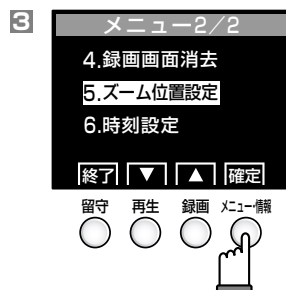 3
メニュー2/2
4.録画画面消去
5.ズーム位置設定
6.時刻設定
終了 ▼ ▲ 確定
留守 再生 録画 メニュー・情報